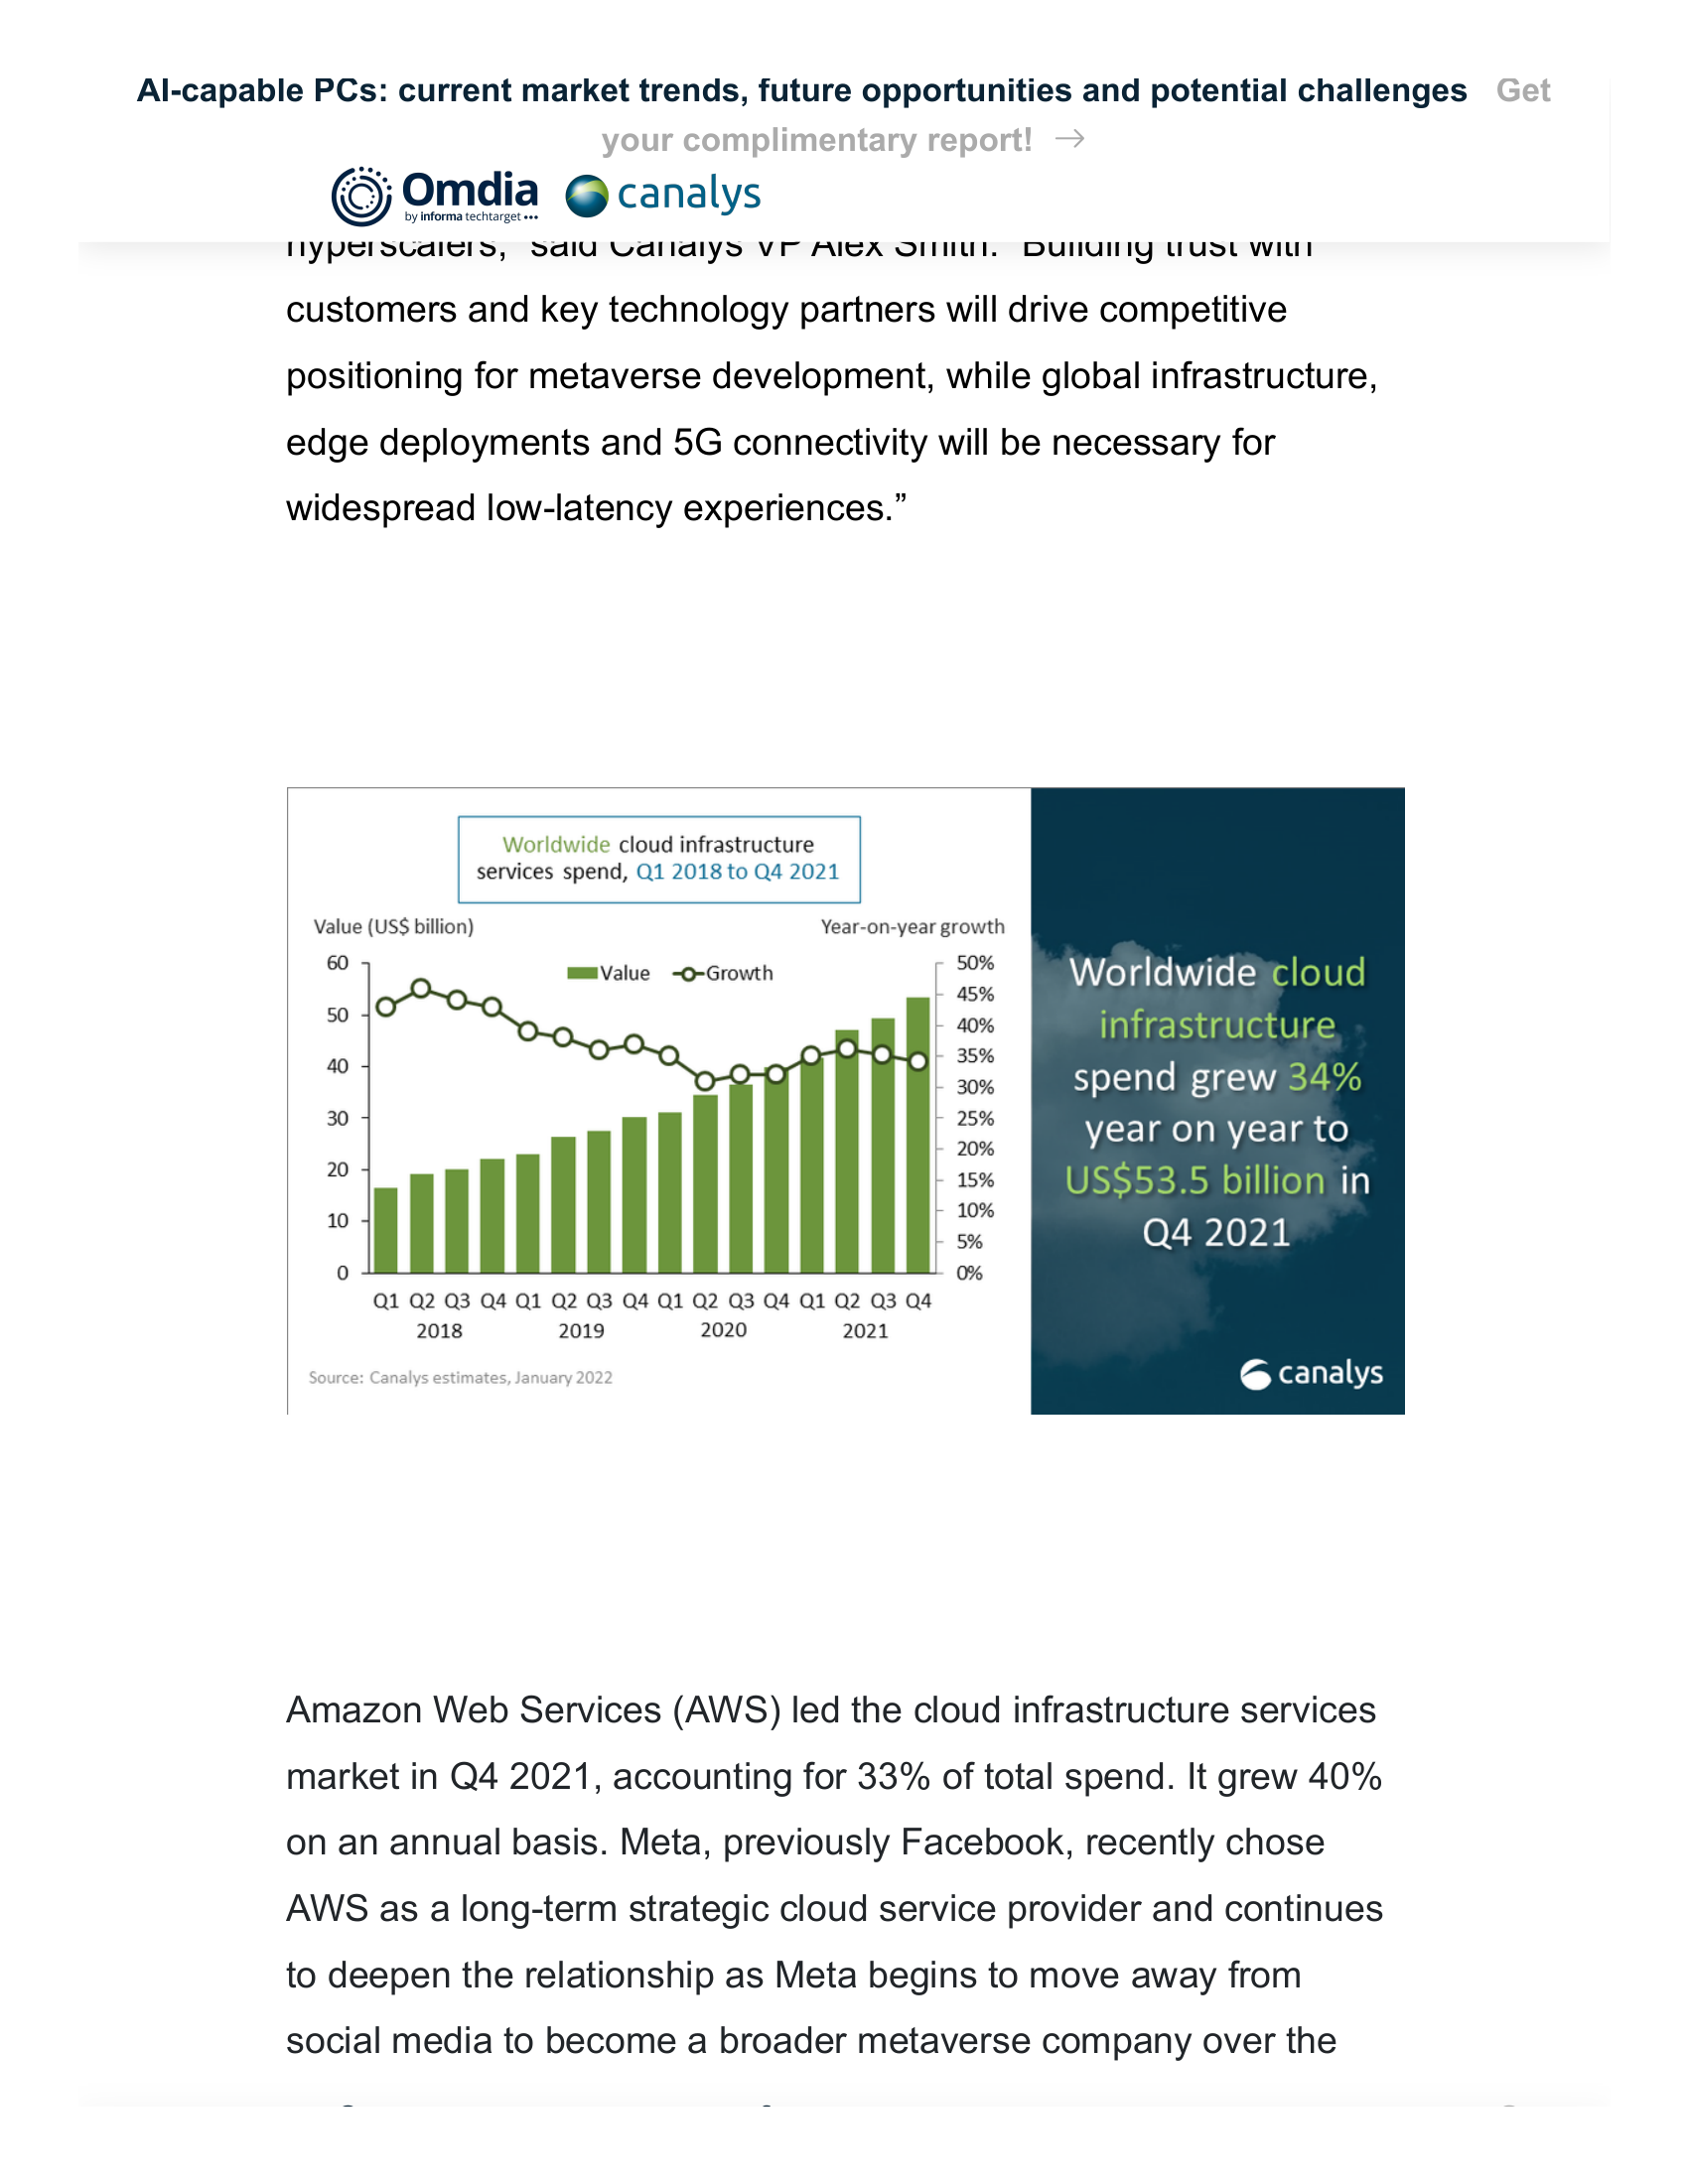 AI-capable PCs: current market trends, future opportunities and potential challenges Get
your complimentary report! →
Omdia canalys
by informa techtarget
hyperscalers,” said Canalys VP Alex Smith. “Building trust with
customers and key technology partners will drive competitive
positioning for metaverse development, while global infrastructure,
edge deployments and 5G connectivity will be necessary for
widespread low-latency experiences.”
Worldwide cloud infrastructure
services spend, Q1 2018 to Q4 2021
Value (US$ billion) Year-on-year growth
Value Growth
60 50%
45%
50
40%
40 35%
30%
30 25%
20 20%
15%
10 10%
5%
0 0%
Q1 Q2 Q3 Q4 Q1 Q2 Q3 Q4 Q1 Q2 Q3 Q4 Q1 Q2 Q3 Q4
2018 2019 2020 2021
Source: Canalys estimates, January 2022
Worldwide cloud
infrastructure
spend grew 34%
year on year to
US$53.5 billion in
Q4 2021
canalys
Amazon Web Services (AWS) led the cloud infrastructure services
market in Q4 2021, accounting for 33% of total spend. It grew 40%
on an annual basis. Meta, previously Facebook, recently chose
AWS as a long-term strategic cloud service provider and continues
to deepen the relationship as Meta begins to move away from
social media to become a broader metaverse company over the